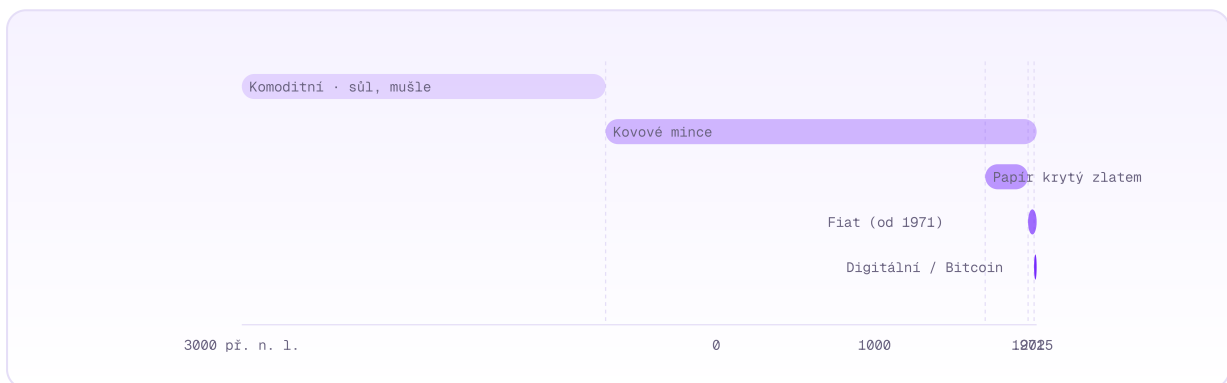 Komoditní · sůl, mušle
Kovové mince
Papír krytý zlatem
Fiat (od 1971)
Digitální / Bitcoin
3000 př. n. l. 0 1000